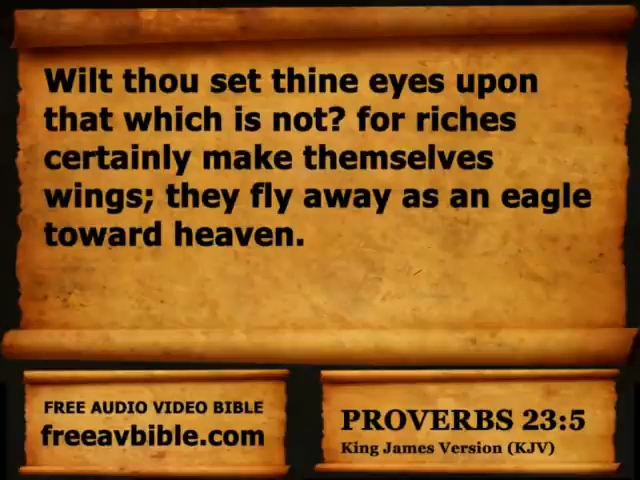 Wilt thou set thine eyes upon
that which is not? for riches
certainly make themselves
wings; they fly away as an eagle
toward heaven.
FREE AUDIO VIDEO BIBLE
freeavbible.com
PROVERBS 23:5
King James Version (KJV)